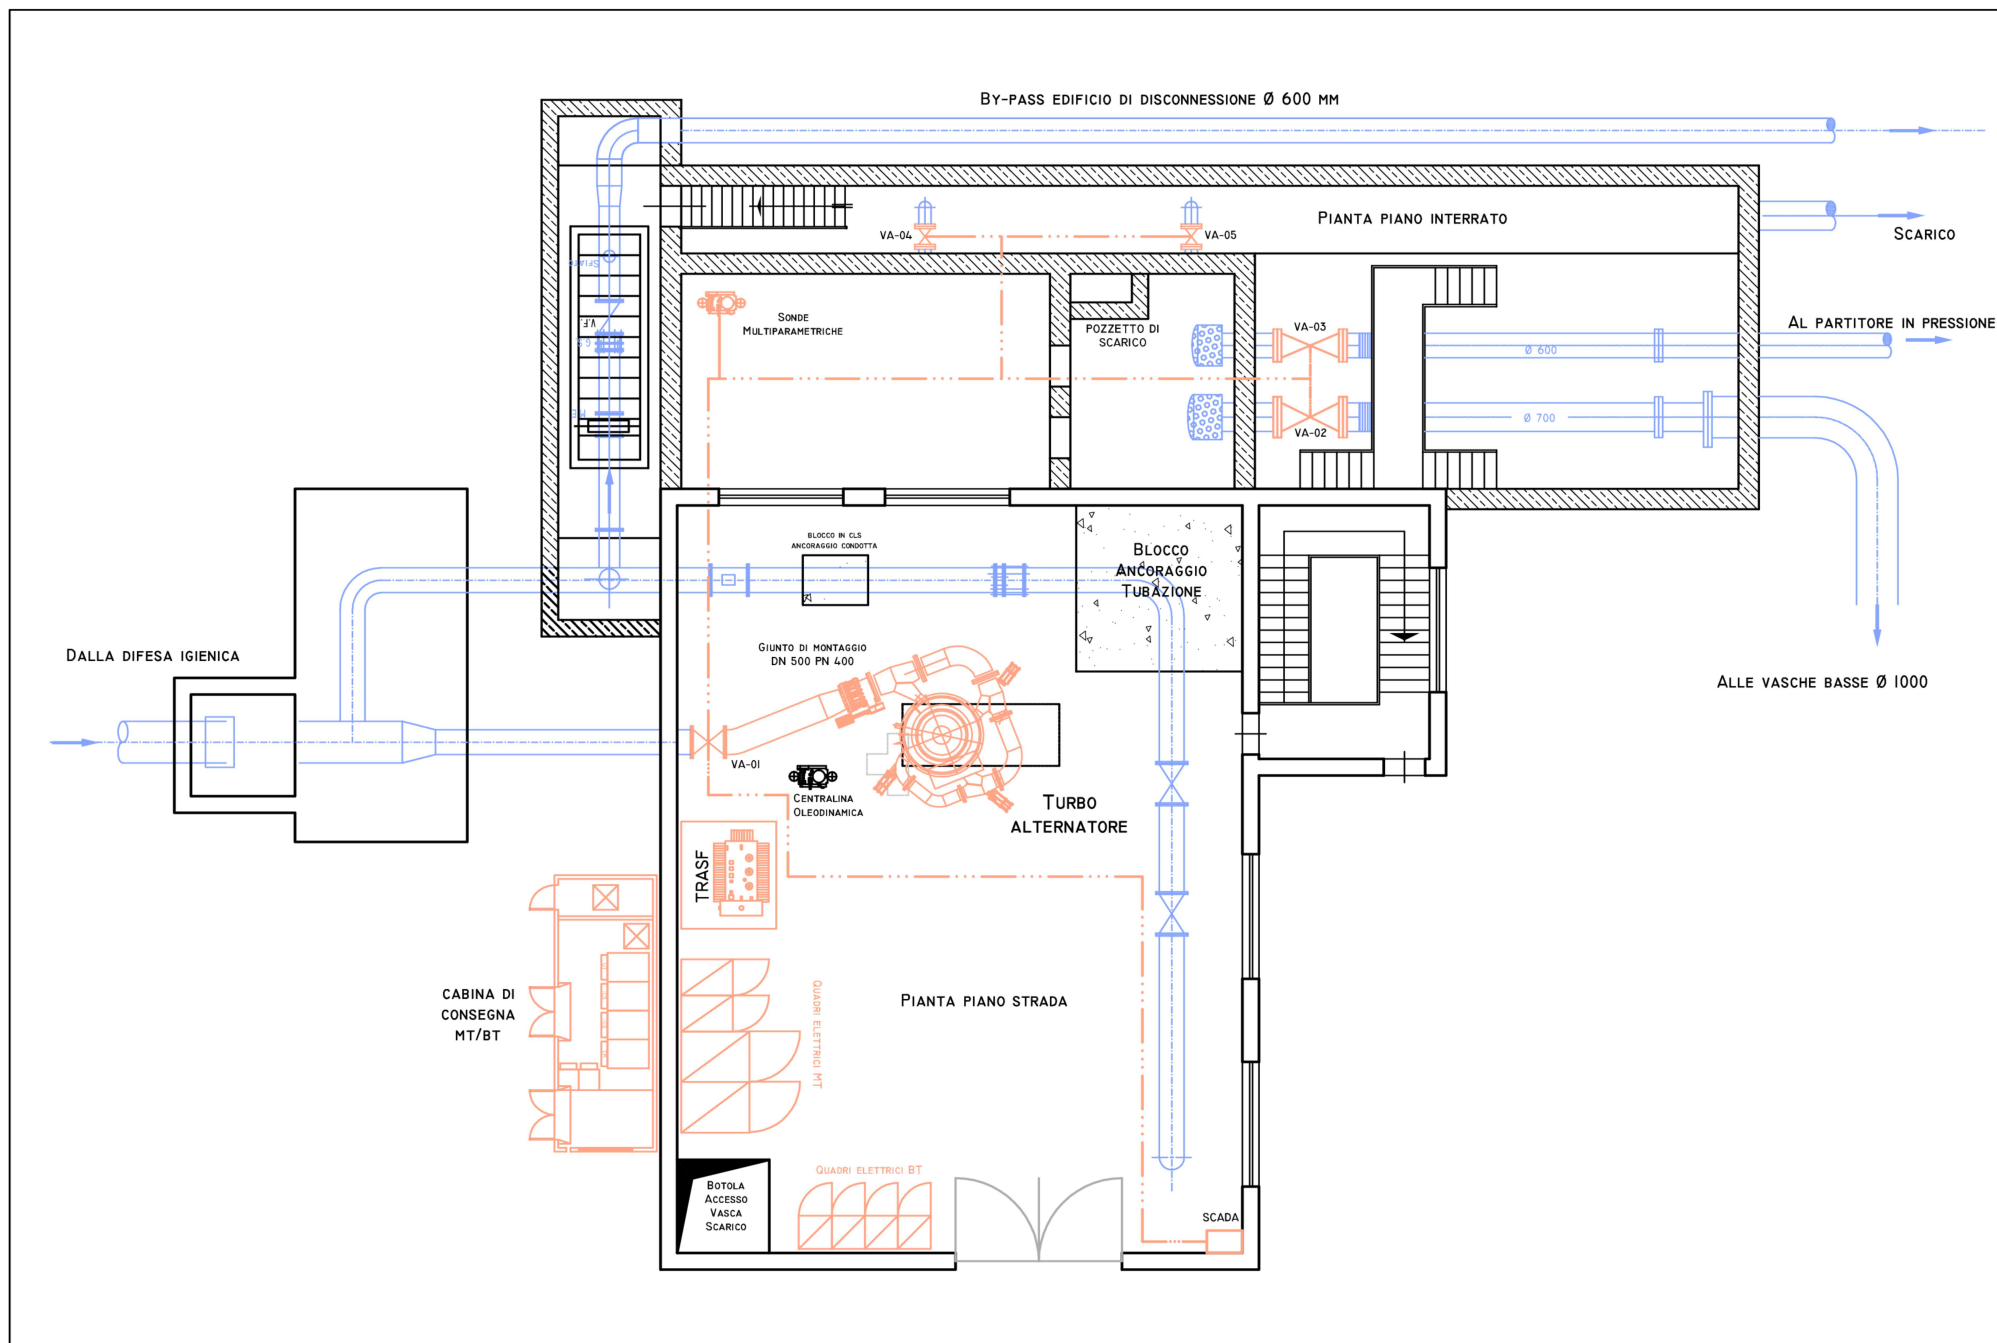 By-pass edificio di disconnessione Ø 600 mm
Pianta piano interrato
Scarico
VA-04
VA-05
Sfiato
V.F.
G.S.
M.E.
Sonde
Multiparametriche
Pozzetto di
scarico
VA-03
Al partitore in pressione
Ø 600
Ø 700
VA-02
blocco in cls
ancoraggio condotta
Blocco
Ancoraggio
Tubazione
Dalla difesa igienica
Giunto di montaggio
DN 500 PN 400
Alle vasche basse Ø 1000
VA-01
Centralina
Oleodinamica
Turbo
alternatore
TRASF
cabina di
consegna
MT/BT
Quadri elettrici MT
Pianta piano strada
Quadri elettrici BT
Botola
Accesso
Vasca
Scarico
SCADA